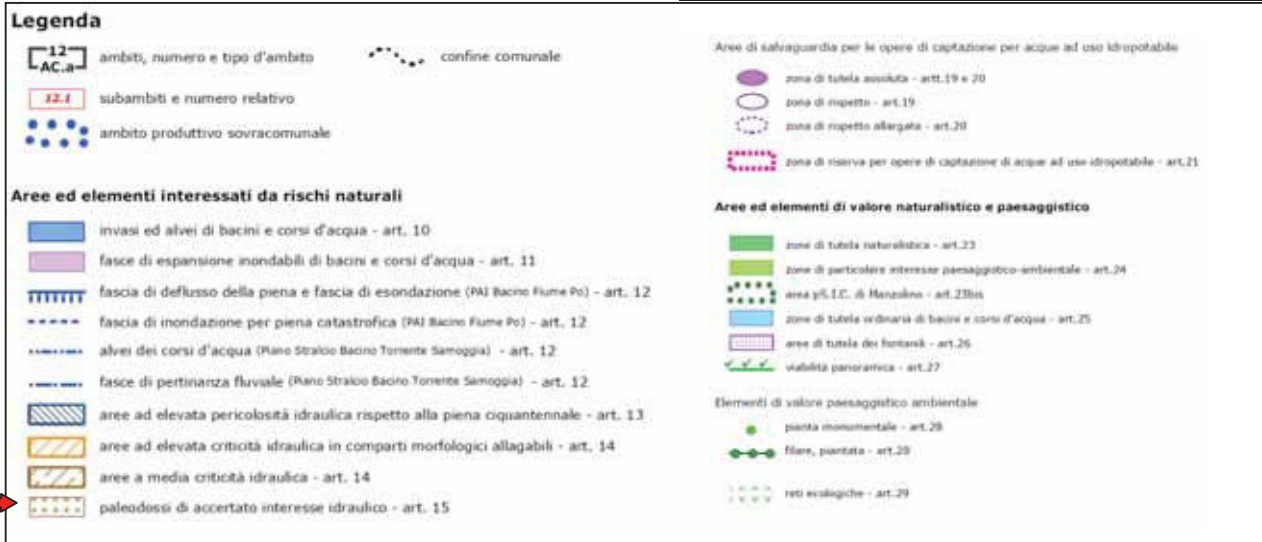 Legenda
12
AC.a
ambiti, numero e tipo d'ambito
confine comunale
12.1
subambiti e numero relativo
ambito produttivo sovracomunale
Aree ed elementi interessati da rischi naturali
invasi ed alvei di bacini e corsi d'acqua - art. 10
fasce di espansione inondabili di bacini e corsi d'acqua - art. 11
fascia di deflusso della piena e fascia di esondazione (PAI Bacino Fiume Po) - art. 12
fascia di inondazione per piena catastrofica (PAI Bacino Fiume Po) - art. 12
alvei dei corsi d'acqua (Piano Stralcio Bacino Torrente Samoggia) - art. 12
fasce di pertinanza fluviale (Piano Stralcio Bacino Torrente Samoggia) - art. 12
aree ad elevata pericolosità idraulica rispetto alla piena ciquantennale - art. 13
aree ad elevata criticità idraulica in comparti morfologici allagabili - art. 14
aree a media criticità idraulica - art. 14
paleodossi di accertato interesse idraulico - art. 15
Aree di salvaguardia per le opere di captazione per acque ad uso idropotabile
zona di tutela assoluta - artt.19 e 20
zona di rispetto - art.19
zona di rispetto allargata - art.20
zona di riserva per opere di captazione di acque ad uso idropotabile - art.21
Aree ed elementi di valore naturalistico e paesaggistico
zone di tutela naturalistica - art.23
zone di particolare interesse paesaggistico-ambientale - art.24
area pS.I.C. di Manzolino - art.23bis
zone di tutela ordinaria di bacini e corsi d'acqua - art.25
aree di tutela dei fontanili - art.26
viabilità panoramica - art.27
Elementi di valore paesaggistico ambientale
pianta monumentale - art.28
filare, piantata - art.28
reti ecologiche - art.29